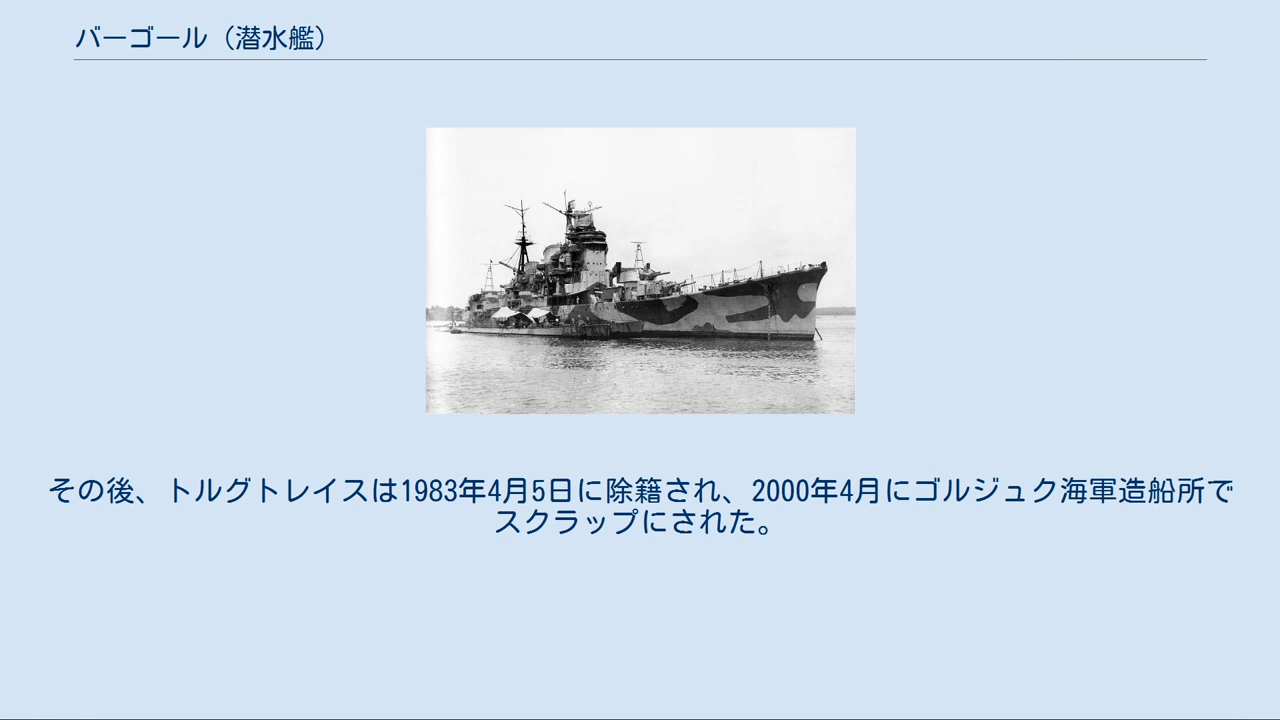 バーゴール（潜水艦）
その後、トルグトレイスは1983年4月5日に除籍され、2000年4月にゴルジュク海軍造船所で
スクラップにされた。